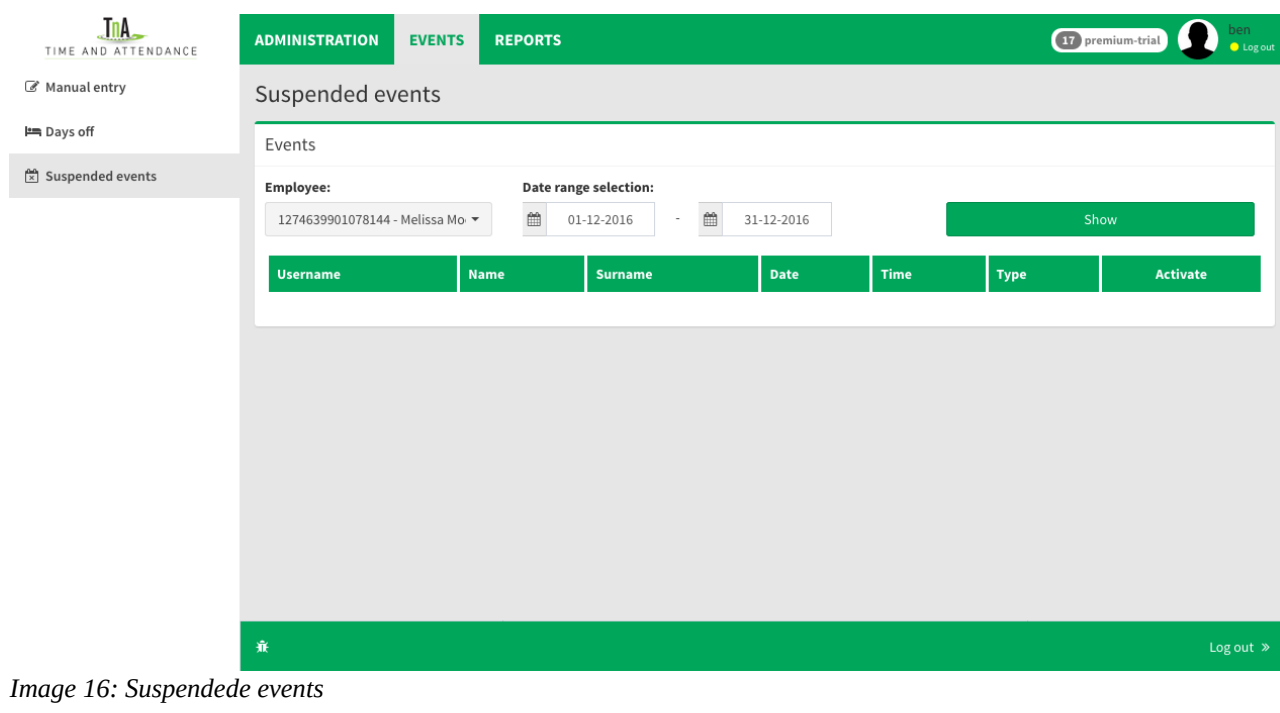 TnA
TIME AND ATTENDANCE
ADMINISTRATION EVENTS REPORTS
17 premium-trial
ben
Log out
Manual entry
Days off
Suspended events
Suspended events
Events
Employee: Date range selection:
1274639901078144 - Melissa Mo 01-12-2016 - 31-12-2016 Show
Username Name Surname Date Time Type Activate
Log out »
Image 16: Suspendede events